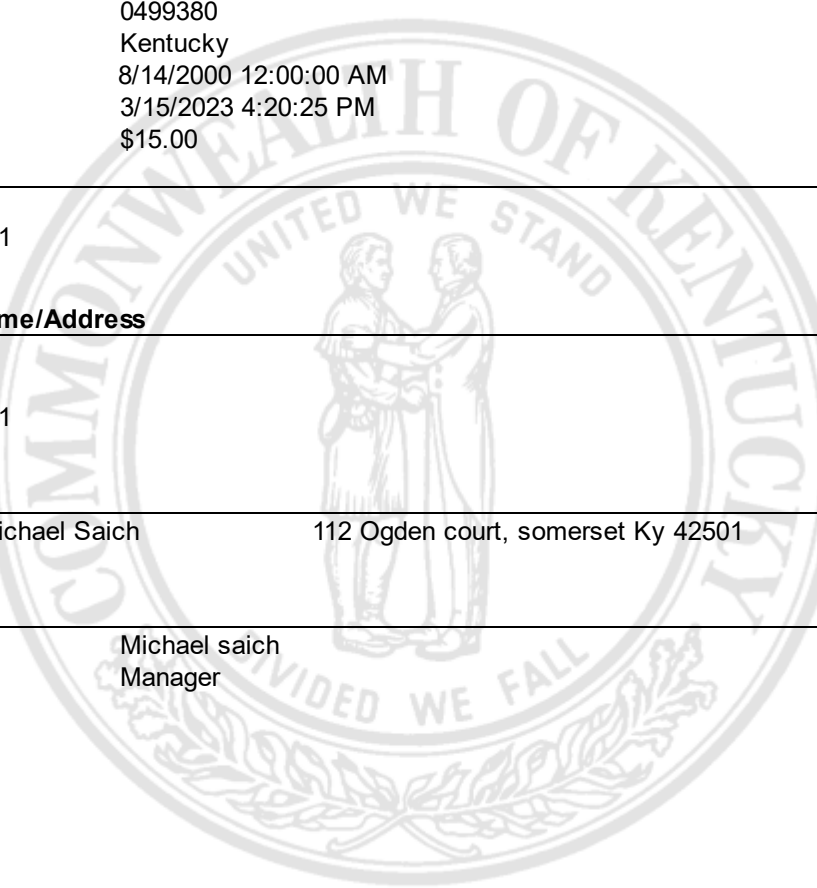 0499380
Kentucky
8/14/2000 12:00:00 AM
3/15/2023 4:20:25 PM
$15.00
1
me/Address
1
ichael Saich 112 Ogden court, somerset Ky 42501
Michael saich
Manager
COMMONWEALTH OF KENTUCKY
UNITED WE STAND
DIVIDED WE FALL